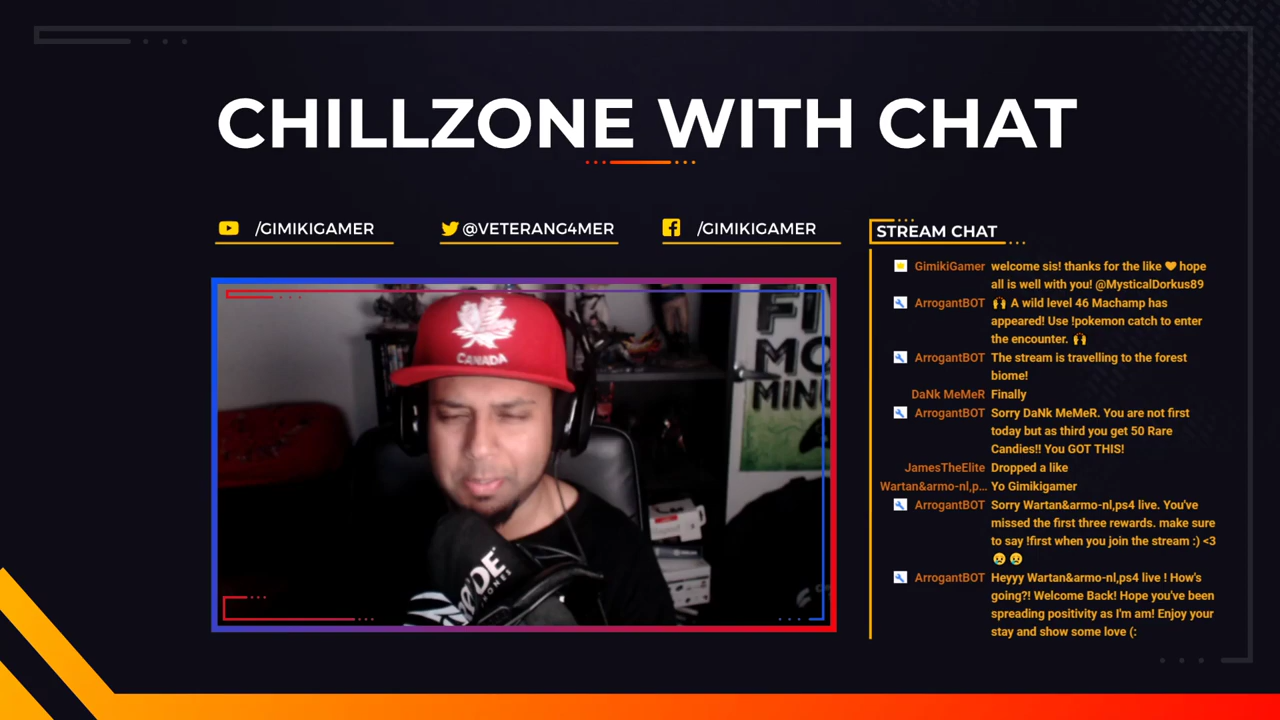 CHILLZONE WITH CHAT
/GIMIKIGAMER
@VETERANG4MER
/GIMIKIGAMER
STREAM CHAT
GimikiGamer welcome sis! thanks for the like 🧡 hope
all is well with you! @MysticalDorkus89
ArrogantBOT 🙌 A wild level 46 Machamp has
appeared! Use !pokemon catch to enter
the encounter. 🙌
ArrogantBOT The stream is travelling to the forest
biome!
DaNk MeMeR Finally
ArrogantBOT Sorry DaNk MeMeR. You are not first
today but as third you get 50 Rare
Candies!! You GOT THIS!
JamesTheElite Dropped a like
Wartan&armo-nl,p... Yo Gimikigamer
ArrogantBOT Sorry Wartan&armo-nl,ps4 live. You've
missed the first three rewards. make sure
to say !first when you join the stream :) <3
😢 😢
ArrogantBOT Heyyy Wartan&armo-nl,ps4 live ! How's
going?! Welcome Back! Hope you've been
spreading positivity as I'm am! Enjoy your
stay and show some love (:
CANADA